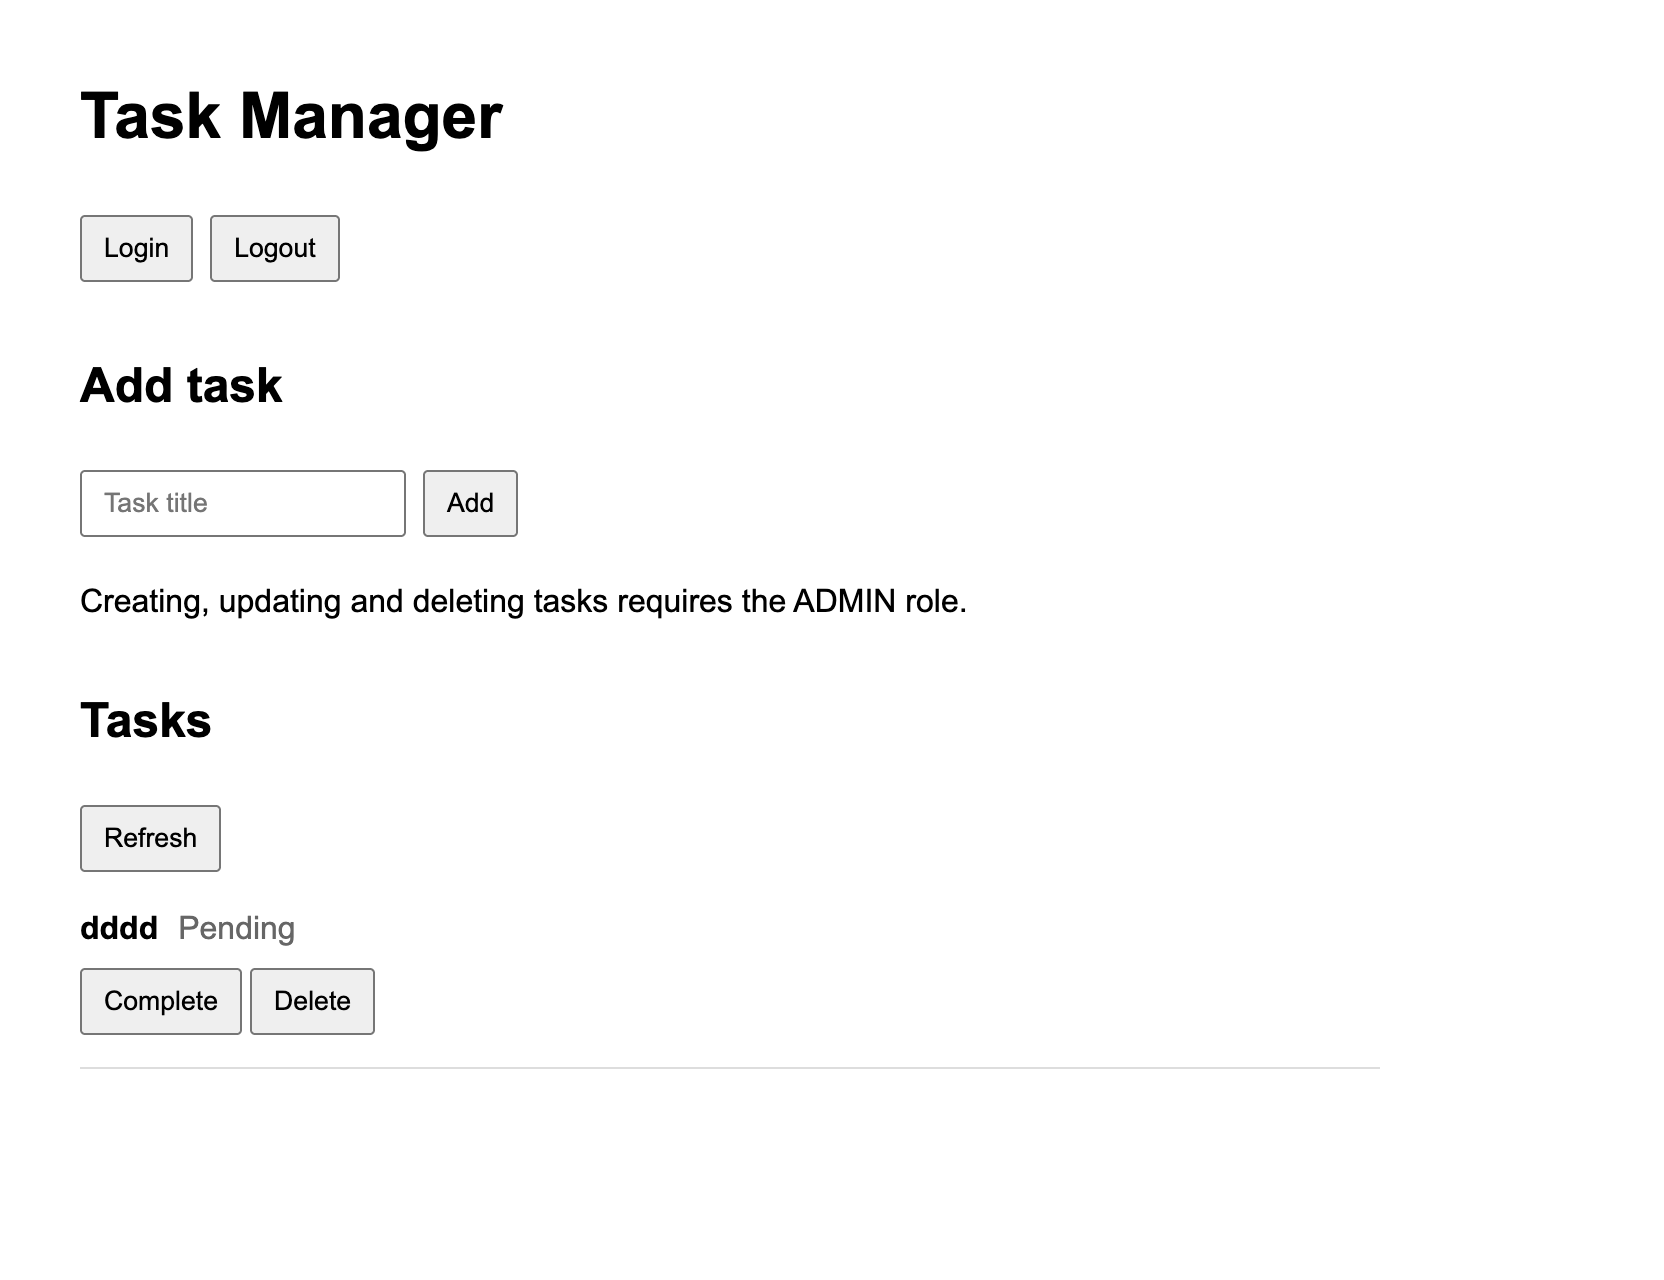 Task Manager
Login Logout
Add task
Task title Add
Creating, updating and deleting tasks requires the ADMIN role.
Tasks
Refresh
dddd Pending
Complete Delete